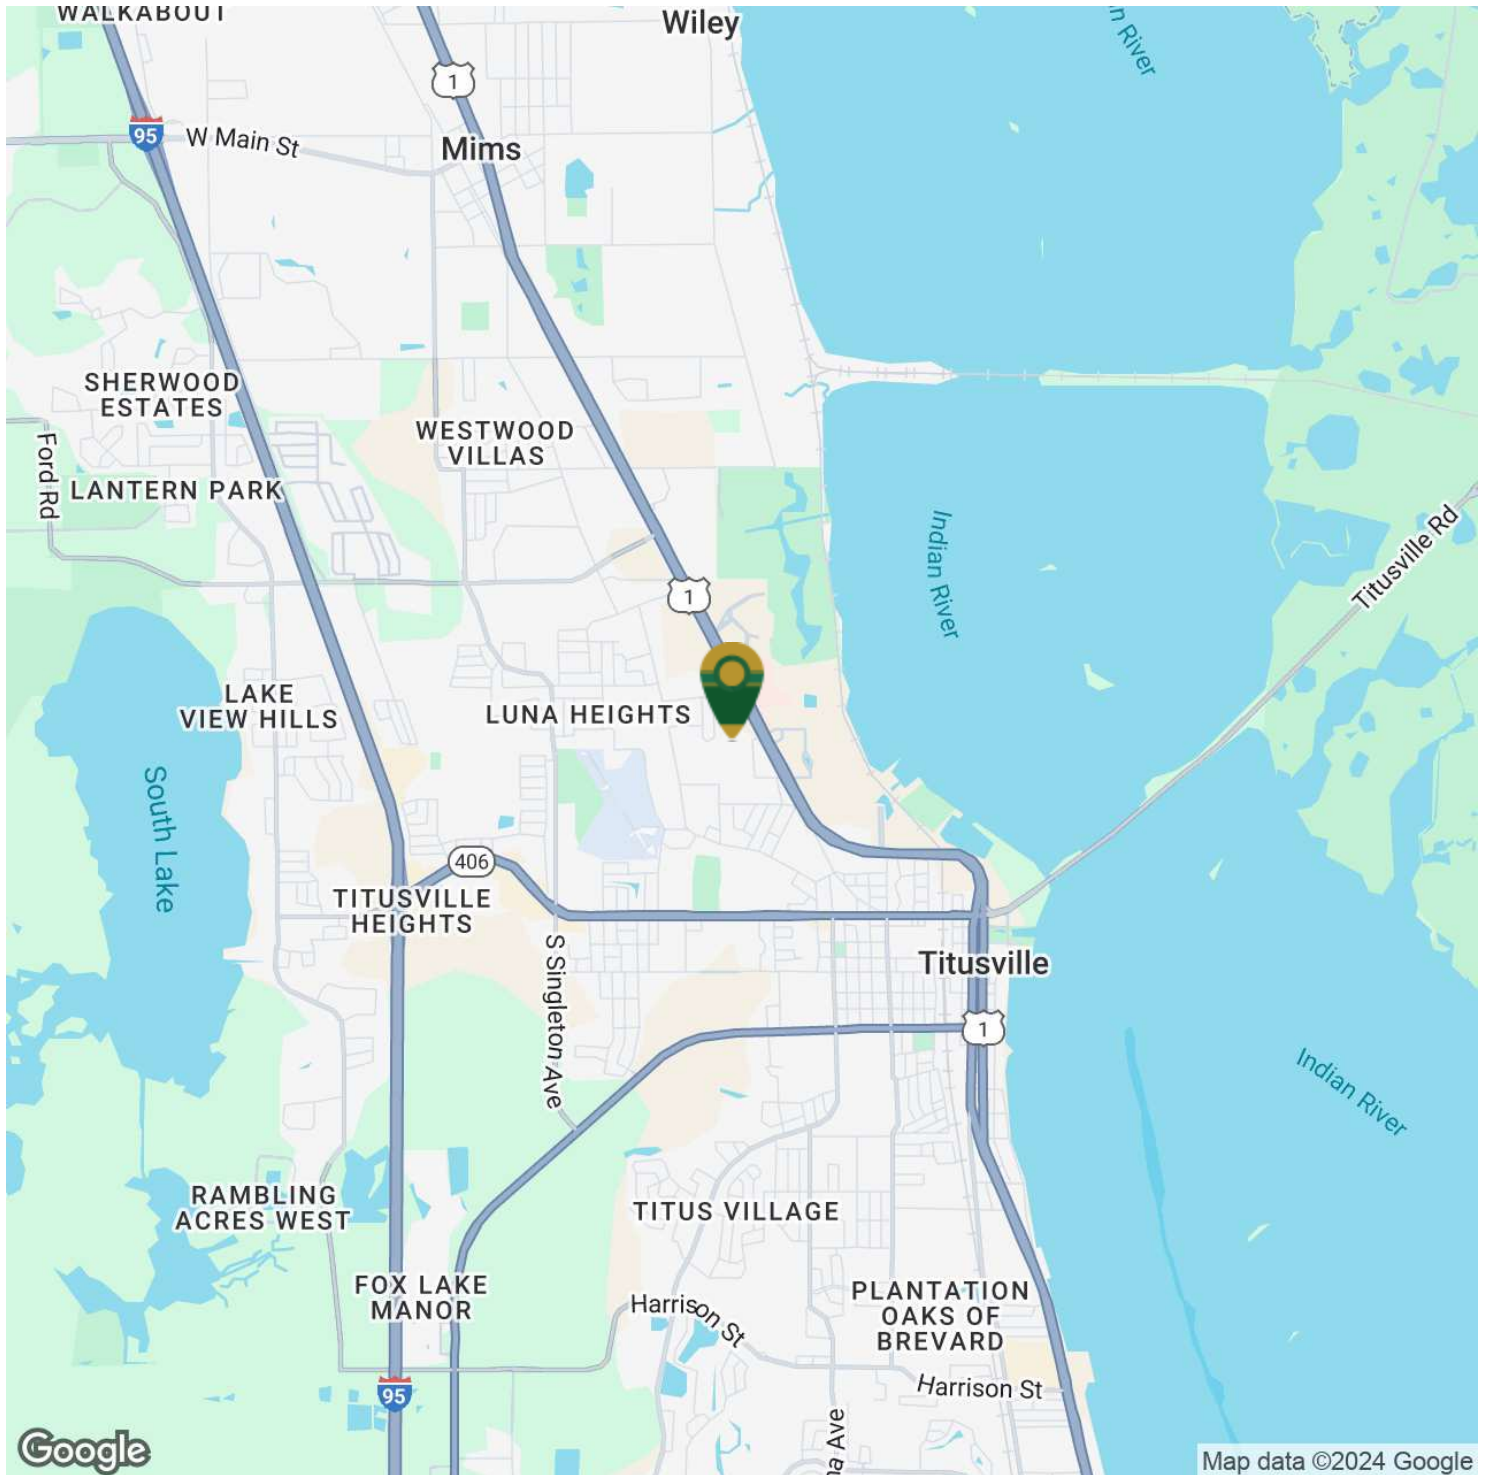 WALKABOUT
Wiley
n River
1
95
W Main St
Mims
SHERWOOD
ESTATES
WESTWOOD
VILLAS
Ford Rd
LANTERN PARK
Indian River
Titusville Rd
1
LAKE
VIEW HILLS
LUNA HEIGHTS
South Lake
406
TITUSVILLE
HEIGHTS
S Singleton Ave
Titusville
1
Indian River
RAMBLING
ACRES WEST
TITUS VILLAGE
FOX LAKE
MANOR
Harrison St
PLANTATION
OAKS OF
BREVARD
95
Harrison St
na Ave
Google
Map data ©2024 Google